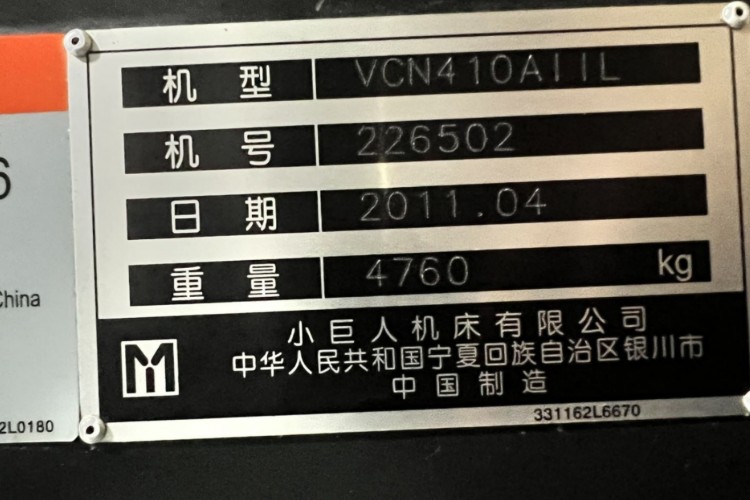 机型 VCN410AIIL
机号 226502
日期 2011.04
重量 4760 kg
小巨人机床有限公司
中华人民共和国宁夏回族自治区银川市
中国制造
331162L6670
6
China
2L0180